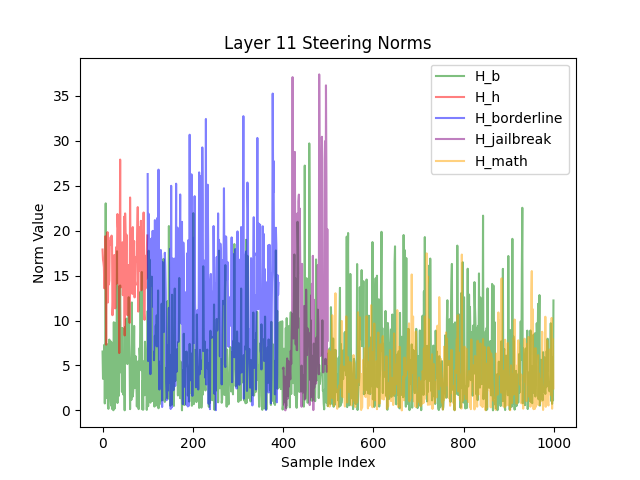 Layer 11 Steering Norms
H_b
H_h
H_borderline
H_jailbreak
H_math
Norm Value
35
30
25
20
15
10
5
0
0 200 400 600 800 1000
Sample Index